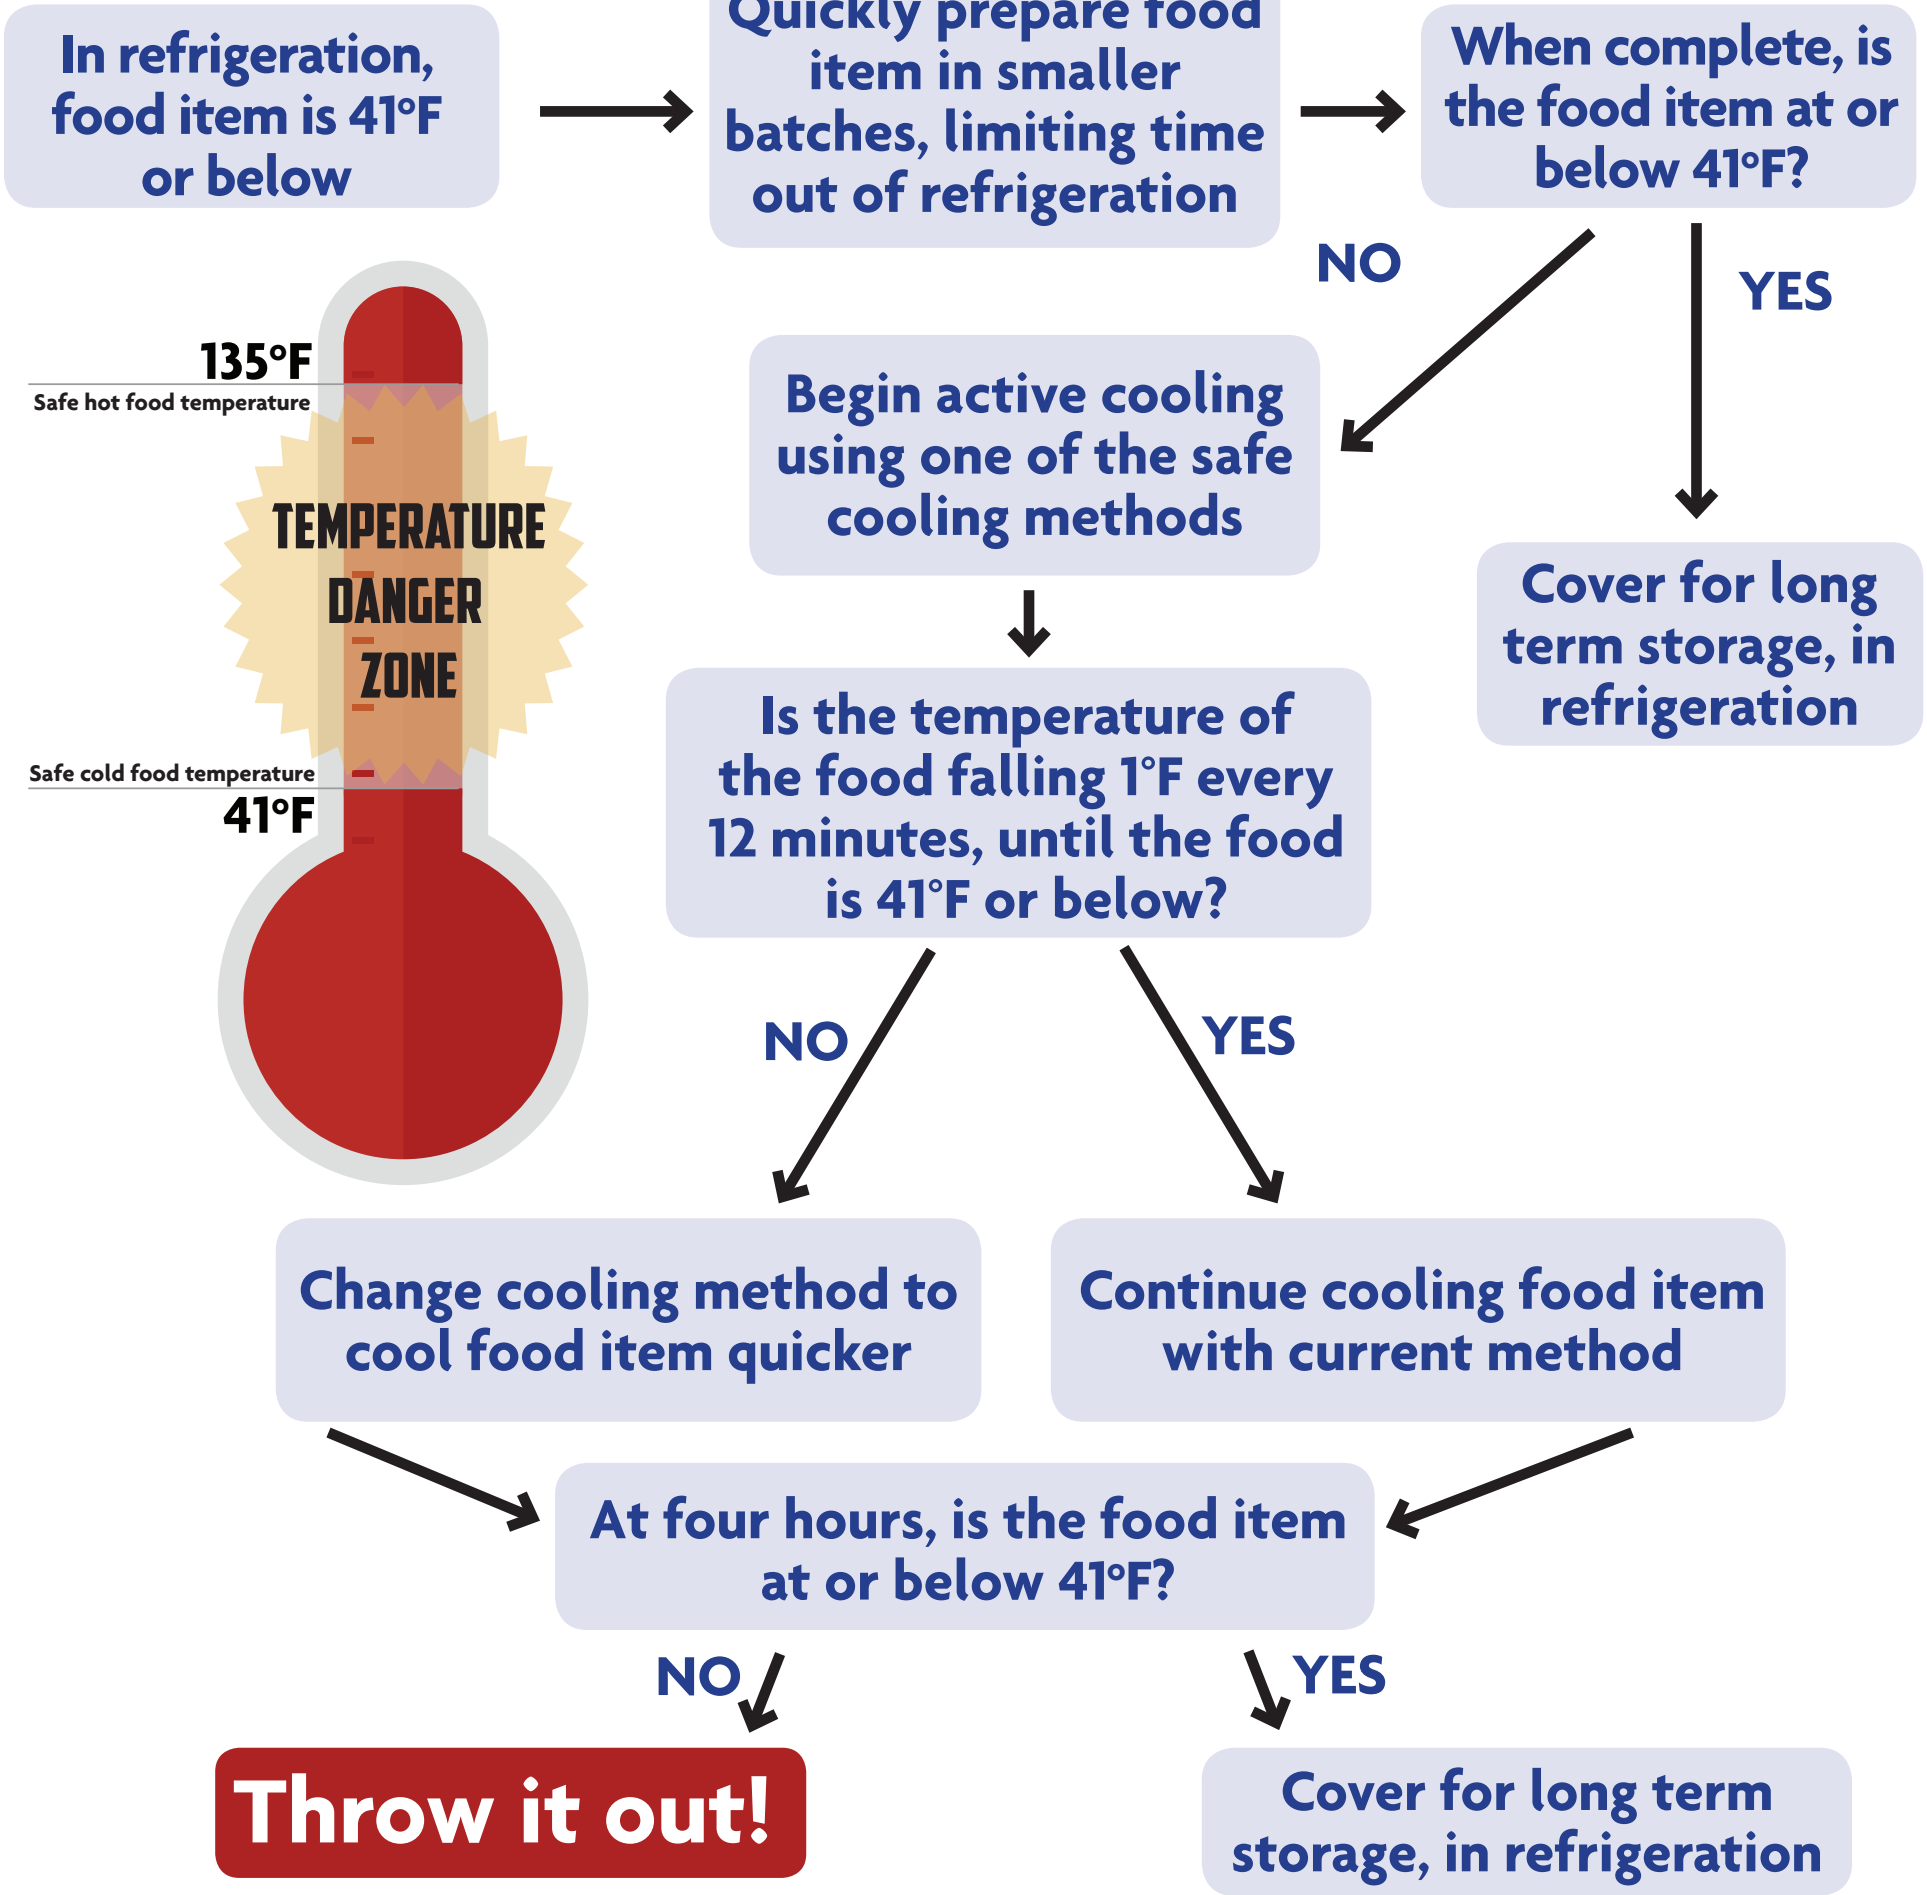 In refrigeration,
food item is 41°F
or below
Quickly prepare food
item in smaller
batches, limiting time
out of refrigeration
When complete, is
the food item at or
below 41°F?
NO
YES
135°F
Safe hot food temperature
TEMPERATURE
DANGER
ZONE
Safe cold food temperature
41°F
Begin active cooling
using one of the safe
cooling methods
Cover for long
term storage, in
refrigeration
Is the temperature of
the food falling 1°F every
12 minutes, until the food
is 41°F or below?
NO
YES
Change cooling method to
cool food item quicker
Continue cooling food item
with current method
At four hours, is the food item
at or below 41°F?
NO
YES
Throw it out!
Cover for long term
storage, in refrigeration